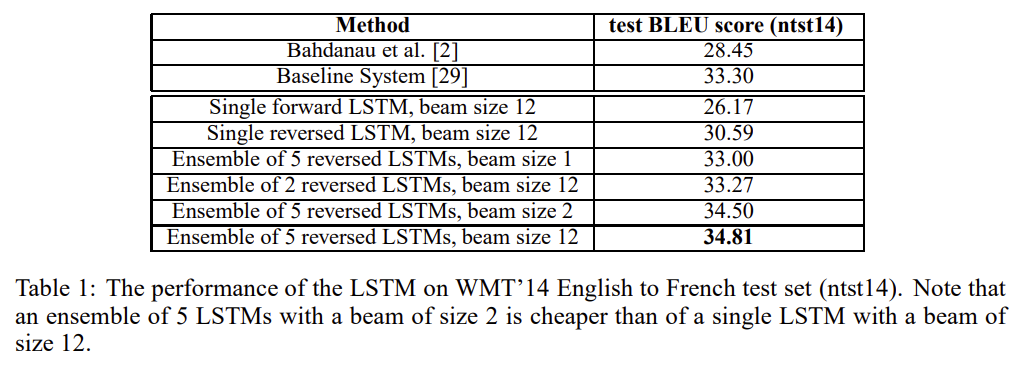 Method test BLEU score (ntst14)
Bahdanau et al. [2] 28.45
Baseline System [29] 33.30
Single forward LSTM, beam size 12 26.17
Single reversed LSTM, beam size 12 30.59
Ensemble of 5 reversed LSTMs, beam size 1 33.00
Ensemble of 2 reversed LSTMs, beam size 12 33.27
Ensemble of 5 reversed LSTMs, beam size 2 34.50
Ensemble of 5 reversed LSTMs, beam size 12 34.81
Table 1: The performance of the LSTM on WMT’14 English to French test set (ntst14). Note that
an ensemble of 5 LSTMs with a beam of size 2 is cheaper than of a single LSTM with a beam of
size 12.